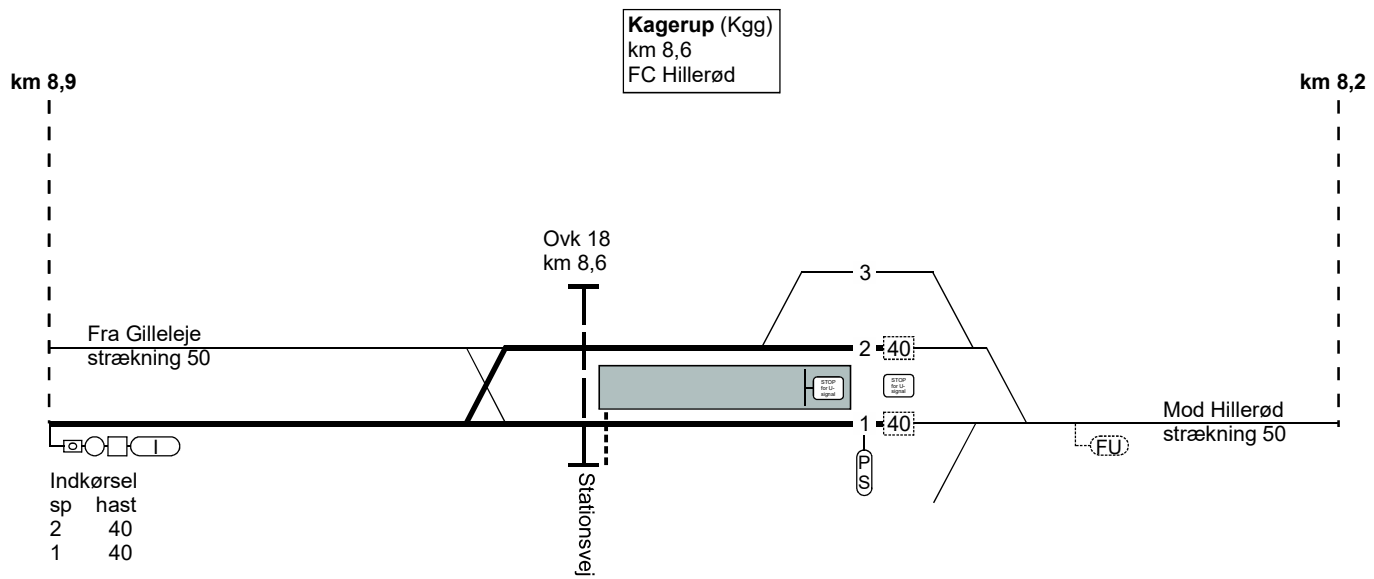 Kagerup (Kgg)
km 8,6
FC Hillerød
km 8,9
km 8,2
Ovk 18
km 8,6
3
Fra Gilleleje
strækning 50
2 40
STOP
for U-
signal
STOP
for U-
signal
1 40
Mod Hillerød
strækning 50
I
FU
P
S
Indkørsel
sp hast
2 40
1 40
Stationsvej